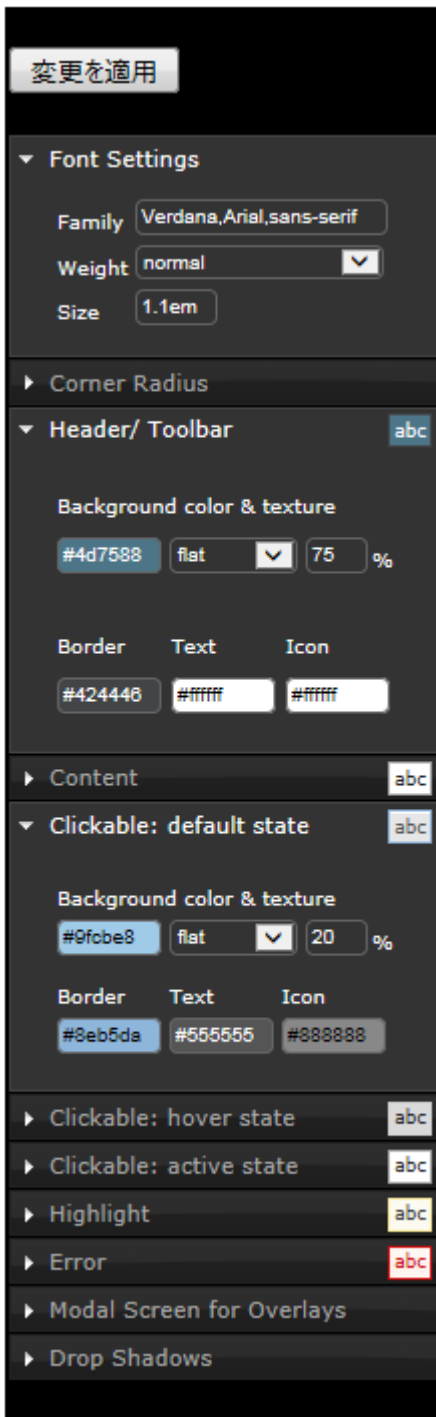 変更を適用
Font Settings
Family Verdana,Arial,sans-serif
Weight normal
Size 1.1em
Corner Radius
Header/ Toolbar abc
Background color & texture
#4d7588 flat 75 %
Border Text Icon
#424446 #ffffff #ffffff
Content abc
Clickable: default state abc
Background color & texture
#9fcbe8 flat 20 %
Border Text Icon
#8eb5da #555555 #888888
Clickable: hover state abc
Clickable: active state abc
Highlight abc
Error abc
Modal Screen for Overlays
Drop Shadows